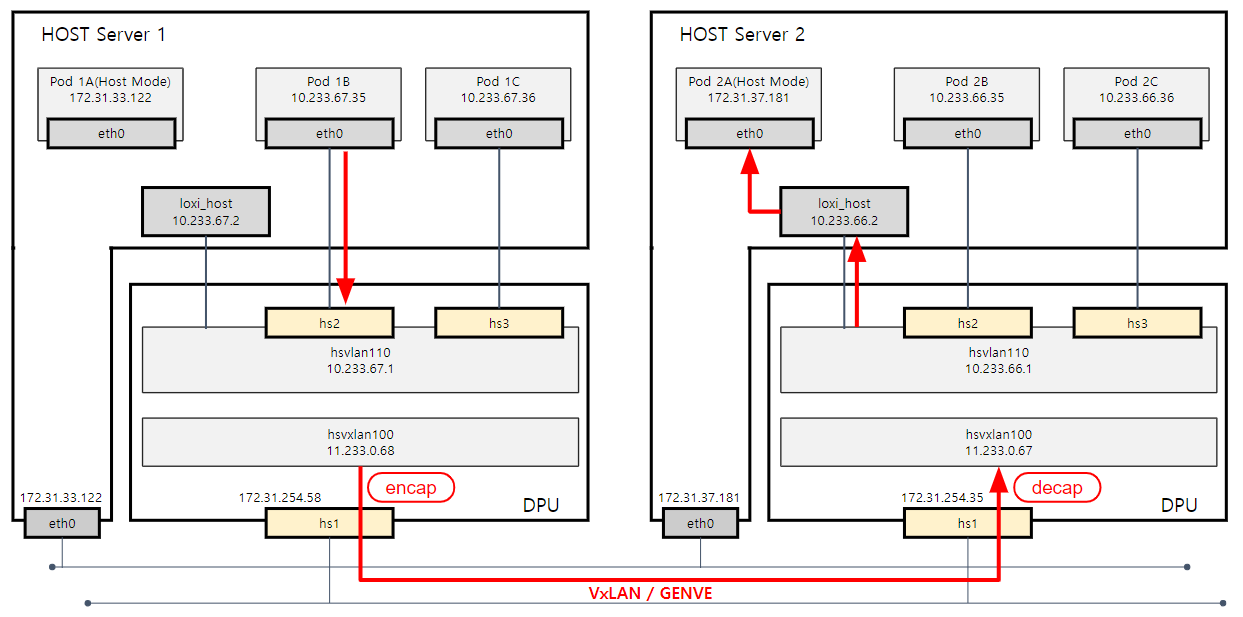 HOST Server 1
Pod 1A(Host Mode)
172.31.33.122
eth0
Pod 1B
10.233.67.35
eth0
Pod 1C
10.233.67.36
eth0
loxi_host
10.233.67.2
hs2
hs3
hsvlan110
10.233.67.1
hsvxlan100
11.233.0.68
encap
172.31.33.122
eth0
172.31.254.58
hs1
DPU
HOST Server 2
Pod 2A(Host Mode)
172.31.37.181
eth0
Pod 2B
10.233.66.35
eth0
Pod 2C
10.233.66.36
eth0
loxi_host
10.233.66.2
hs2
hs3
hsvlan110
10.233.66.1
hsvxlan100
11.233.0.67
decap
172.31.37.181
eth0
172.31.254.35
hs1
DPU
VxLAN / GENVE